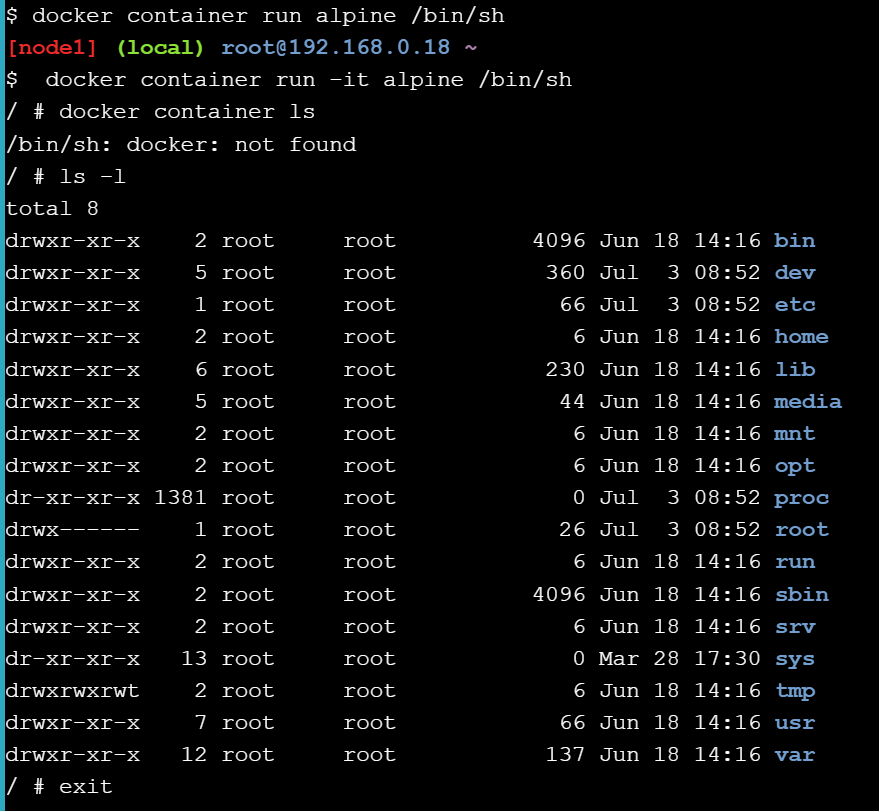 $ docker container run alpine /bin/sh
[node1] (local) root@192.168.0.18 ~
$  docker container run -it alpine /bin/sh
/ # docker container ls
/bin/sh: docker: not found
/ # ls -l
total 8
drwxr-xr-x    2 root     root          4096 Jun 18 14:16 bin
drwxr-xr-x    5 root     root           360 Jul  3 08:52 dev
drwxr-xr-x    1 root     root            66 Jul  3 08:52 etc
drwxr-xr-x    2 root     root             6 Jun 18 14:16 home
drwxr-xr-x    6 root     root           230 Jun 18 14:16 lib
drwxr-xr-x    5 root     root            44 Jun 18 14:16 media
drwxr-xr-x    2 root     root             6 Jun 18 14:16 mnt
drwxr-xr-x    2 root     root             6 Jun 18 14:16 opt
dr-xr-xr-x 1381 root     root             0 Jul  3 08:52 proc
drwx------    1 root     root            26 Jul  3 08:52 root
drwxr-xr-x    2 root     root             6 Jun 18 14:16 run
drwxr-xr-x    2 root     root          4096 Jun 18 14:16 sbin
drwxr-xr-x    2 root     root             6 Jun 18 14:16 srv
dr-xr-xr-x   13 root     root             0 Mar 28 17:30 sys
drwxrwxrwt    2 root     root             6 Jun 18 14:16 tmp
drwxr-xr-x    7 root     root            66 Jun 18 14:16 usr
drwxr-xr-x   12 root     root           137 Jun 18 14:16 var
/ # exit